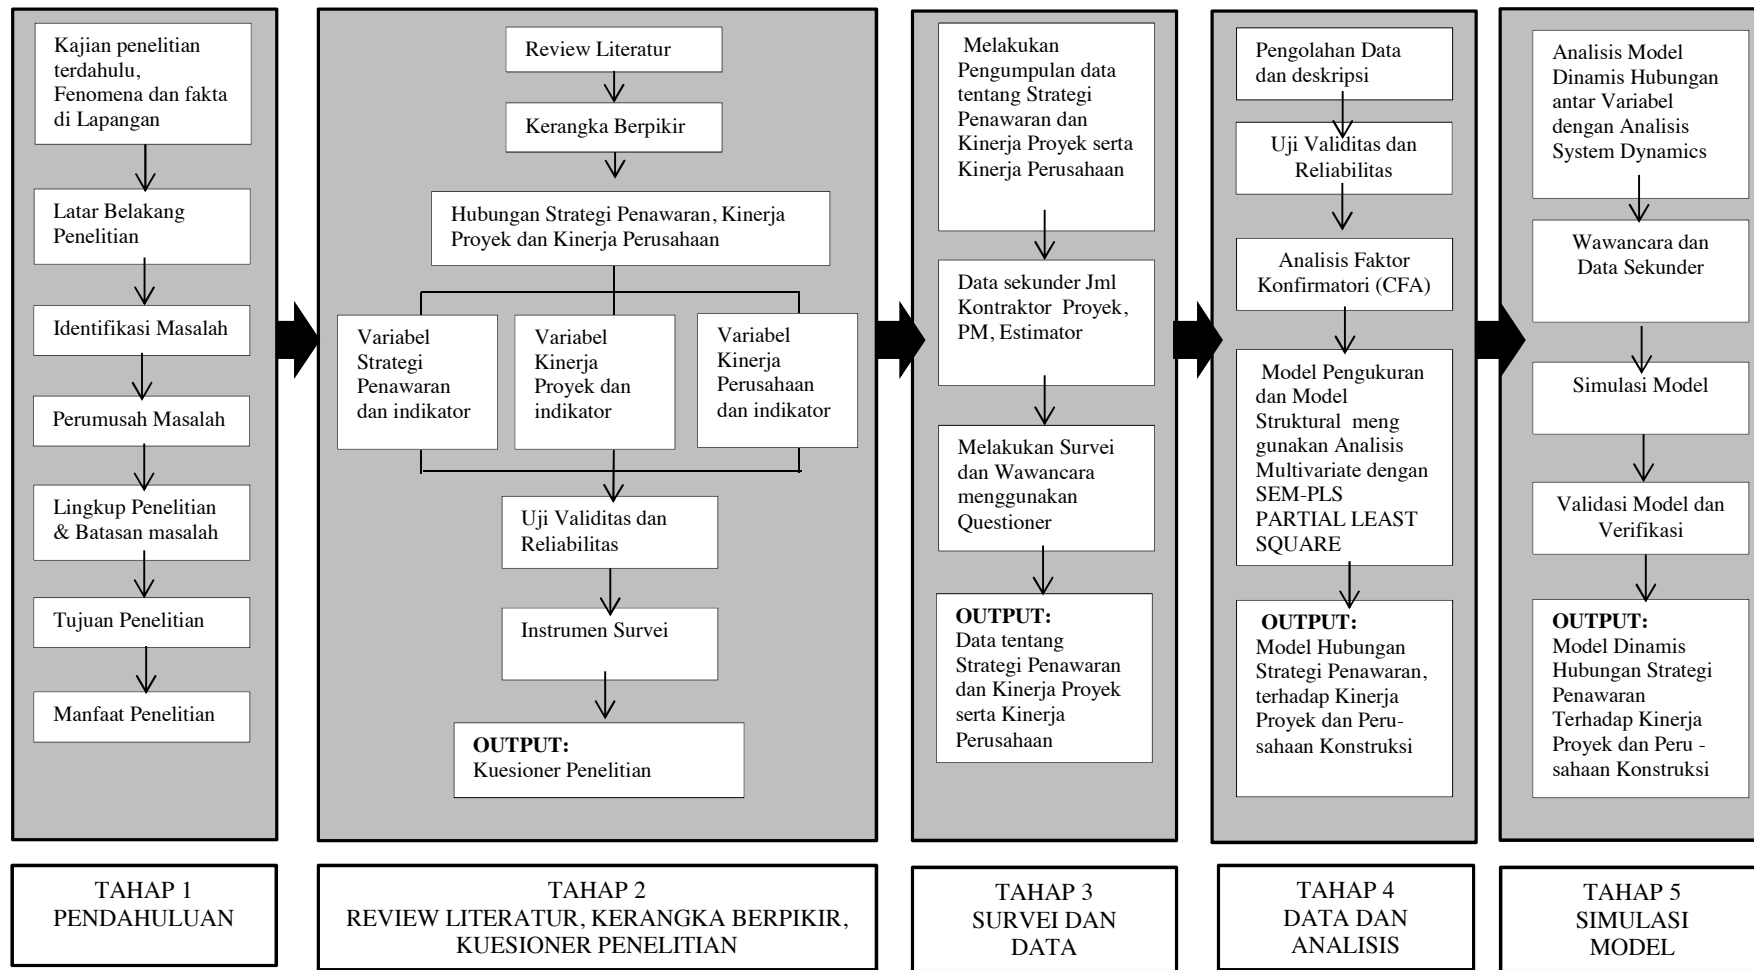 Kajian penelitian
terdahulu,
Fenomena dan fakta
di Lapangan
Latar Belakang
Penelitian
Identifikasi Masalah
Perumusah Masalah
Lingkup Penelitian
& Batasan masalah
Tujuan Penelitian
Manfaat Penelitian
Review Literatur
Kerangka Berpikir
Hubungan Strategi Penawaran, Kinerja
Proyek dan Kinerja Perusahaan
Variabel
Strategi
Penawaran
dan indikator
Variabel
Kinerja
Proyek dan
indikator
Variabel
Kinerja
Perusahaan
dan indikator
Uji Validitas dan
Reliabilitas
Instrumen Survei
OUTPUT:
Kuesioner Penelitian
Melakukan
Pengumpulan data
tentang Strategi
Penawaran dan
Kinerja Proyek serta
Kinerja Perusahaan
Data sekunder Jml
Kontraktor Proyek,
PM, Estimator
Melakukan Survei
dan Wawancara
menggunakan
Questioner
OUTPUT:
Data tentang
Strategi Penawaran
dan Kinerja Proyek
serta Kinerja
Perusahaan
Pengolahan Data
dan deskripsi
Uji Validitas dan
Reliabilitas
Analisis Faktor
Konfirmatori (CFA)
Model Pengukuran
dan Model
Struktural meng
gunakan Analisis
Multivariate dengan
SEM-PLS
PARTIAL LEAST
SQUARE
OUTPUT:
Model Hubungan
Strategi Penawaran,
terhadap Kinerja
Proyek dan Peru-
sahaan Konstruksi
Analisis Model
Dinamis Hubungan
antar Variabel
dengan Analisis
System Dynamics
Wawancara dan
Data Sekunder
Simulasi Model
Validasi Model dan
Verifikasi
OUTPUT:
Model Dinamis
Hubungan Strategi
Penawaran
Terhadap Kinerja
Proyek dan Peru -
sahaan Konstruksi
TAHAP 1
PENDAHULUAN
TAHAP 2
REVIEW LITERATUR, KERANGKA BERPIKIR,
KUESIONER PENELITIAN
TAHAP 3
SURVEI DAN
DATA
TAHAP 4
DATA DAN
ANALISIS
TAHAP 5
SIMULASI
MODEL